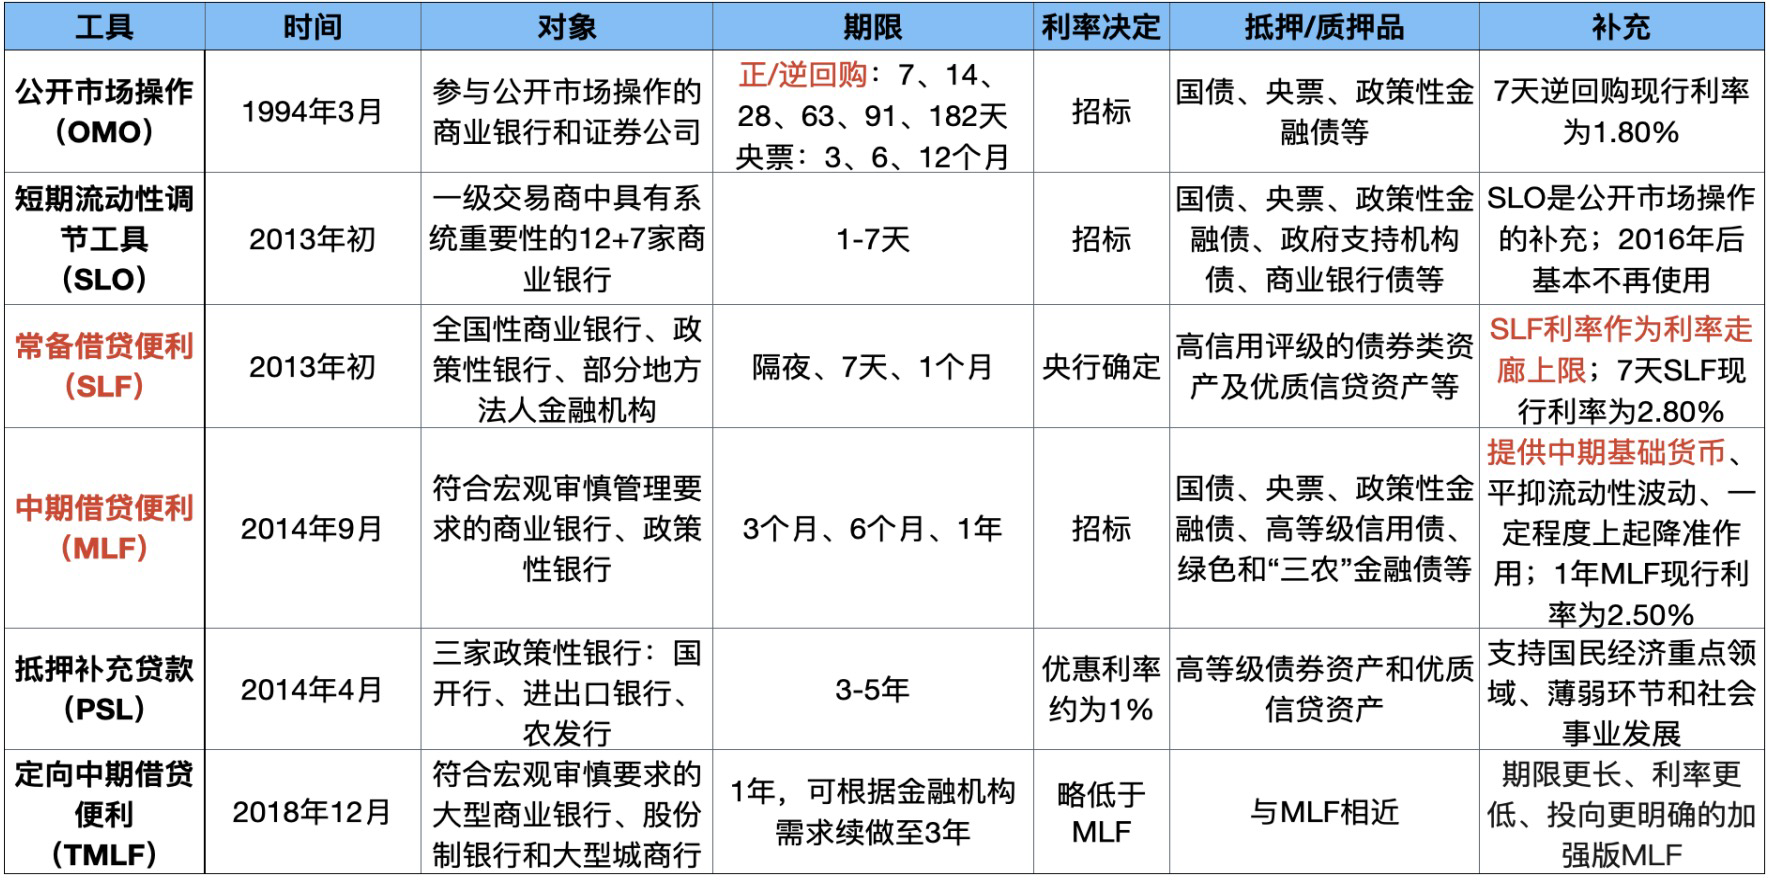 工具 时间 对象 期限 利率决定 抵押/质押品 补充
公开市场操作
（OMO）
1994年3月
参与公开市场操作的
商业银行和证券公司
正/逆回购：7、14、
28、63、91、182天
央票：3、6、12个月
招标
国债、央票、政策性金
融债等
7天逆回购现行利率
为1.80%
短期流动性调
节工具
（SLO）
2013年初
一级交易商中具有系
统重要性的12+7家商
业银行
1-7天
招标
国债、央票、政策性金
融债、政府支持机构
债、商业银行债等
SLO是公开市场操作
的补充；2016年后
基本不再使用
常备借贷便利
（SLF）
2013年初
全国性商业银行、政
策性银行、部分地方
法人金融机构
隔夜、7天、1个月
央行确定
高信用评级的债券类资
产及优质信贷资产等
SLF利率作为利率走
廊上限；7天SLF现
行利率为2.80%
中期借贷便利
（MLF）
2014年9月
符合宏观审慎管理要
求的商业银行、政策
性银行
3个月、6个月、1年
招标
国债、央票、政策性金
融债、高等级信用债、
绿色和“三农”金融债等
提供中期基础货币、
平抑流动性波动、一
定程度上起降准作
用；1年MLF现行利
率为2.50%
抵押补充贷款
（PSL）
2014年4月
三家政策性银行：国
开行、进出口银行、
农发行
3-5年
优惠利率
约为1%
高等级债券资产和优质
信贷资产
支持国民经济重点领
域、薄弱环节和社会
事业发展
定向中期借贷
便利
（TMLF）
2018年12月
符合宏观审慎要求的
大型商业银行、股份
制银行和大型城商行
1年，可根据金融机构
需求续做至3年
略低于
MLF
与MLF相近
期限更长、利率更
低、投向更明确的加
强版MLF